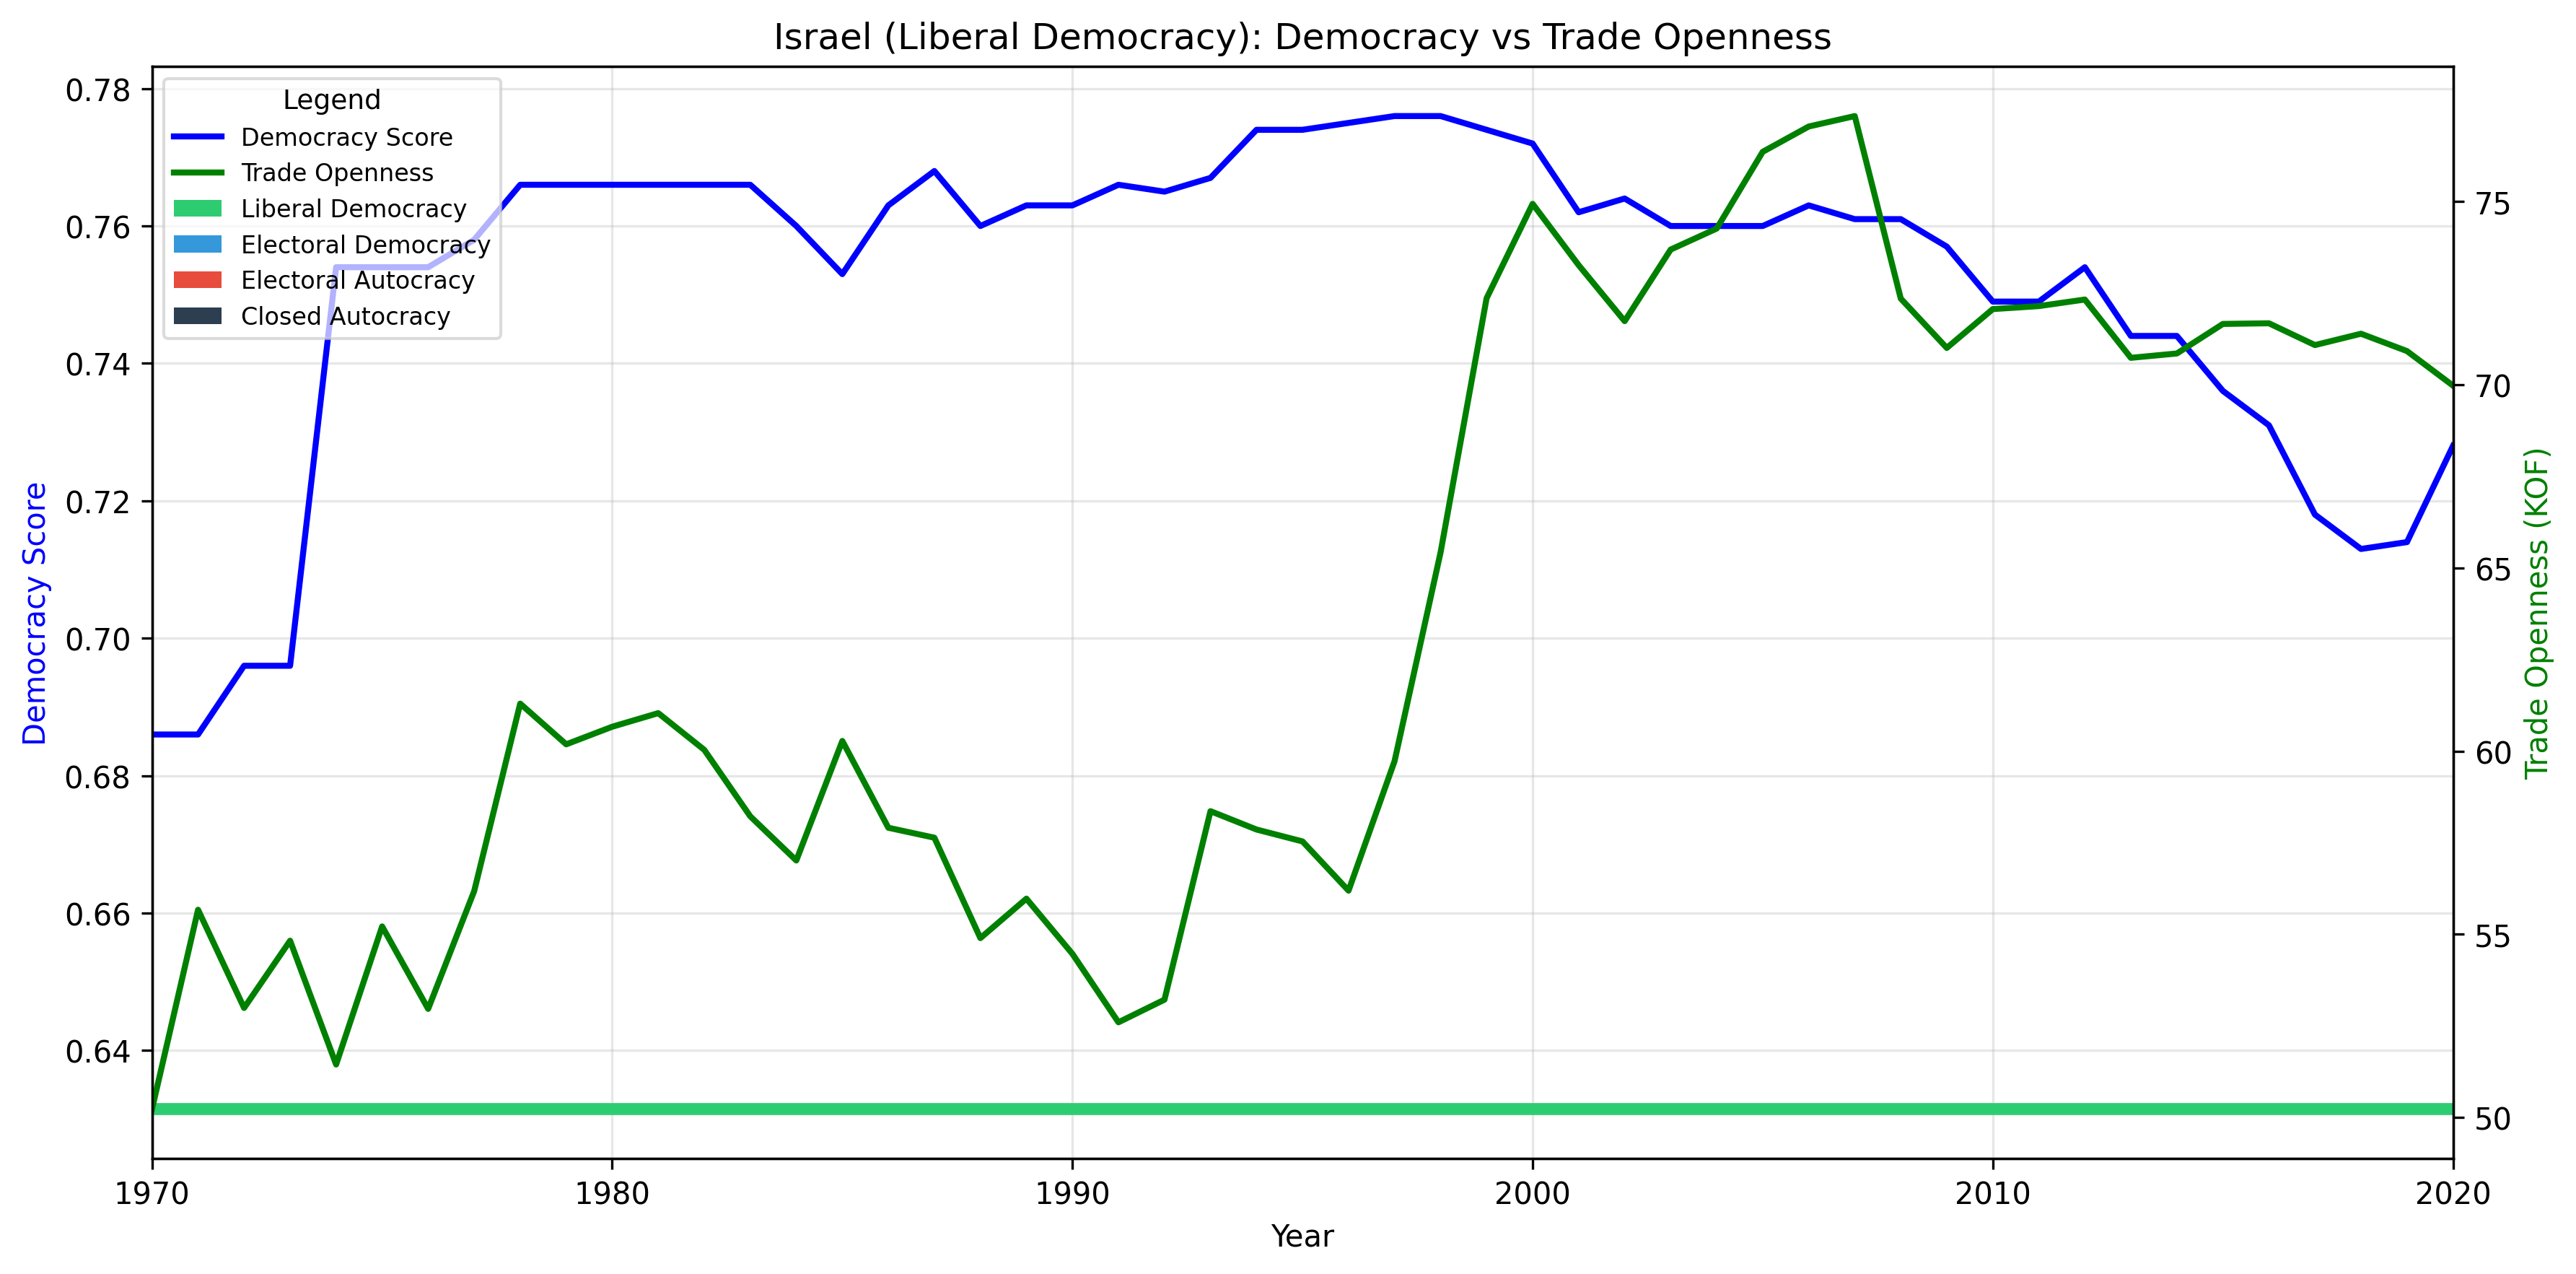 Israel (Liberal Democracy): Democracy vs Trade Openness
Legend
Democracy Score
Trade Openness
Liberal Democracy
Electoral Democracy
Electoral Autocracy
Closed Autocracy
Democracy Score
0.78
0.76
0.74
0.72
0.70
0.68
0.66
0.64
75
70
65
60
55
50
Trade Openness (KOF)
1970
1980
1990
2000
2010
2020
Year